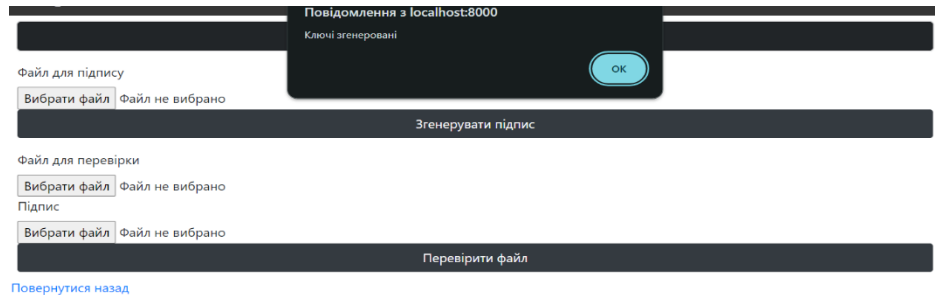 Повідомлення з localhost:8000
Ключі згенеровані
ОК
Файл для підпису
Вибрати файл Файл не вибрано
Згенерувати підпис
Файл для перевірки
Вибрати файл Файл не вибрано
Підпис
Вибрати файл Файл не вибрано
Перевірити файл
Повернутися назад